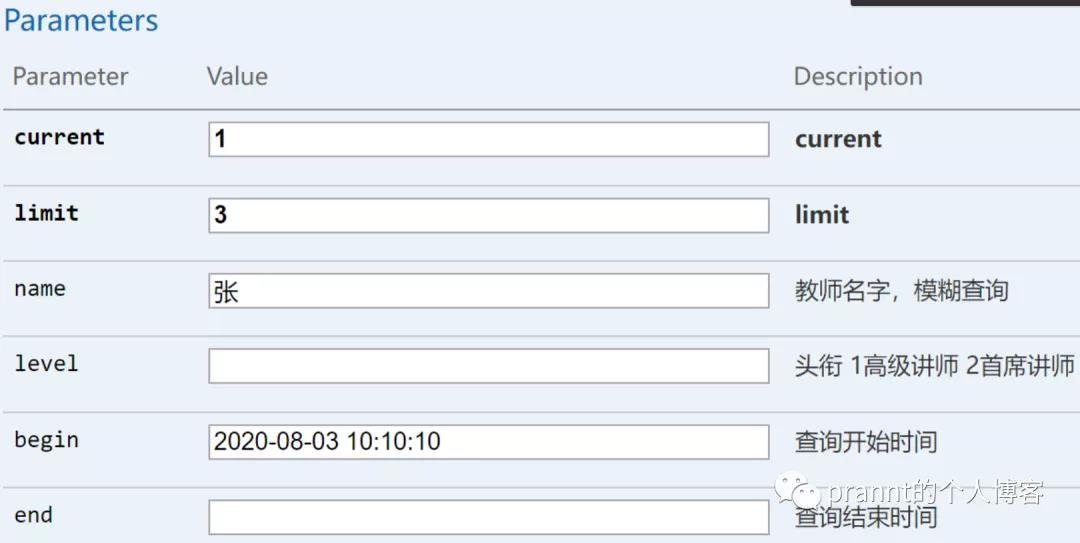 Parameters
Parameter Value Description
current 1 current
limit 3 limit
name 张 教师名字，模糊查询
level 头衔 1高级讲师 2首席讲师
begin 2020-08-03 10:10:10 查询开始时间
prannt的个人博客
end 查询结束时间